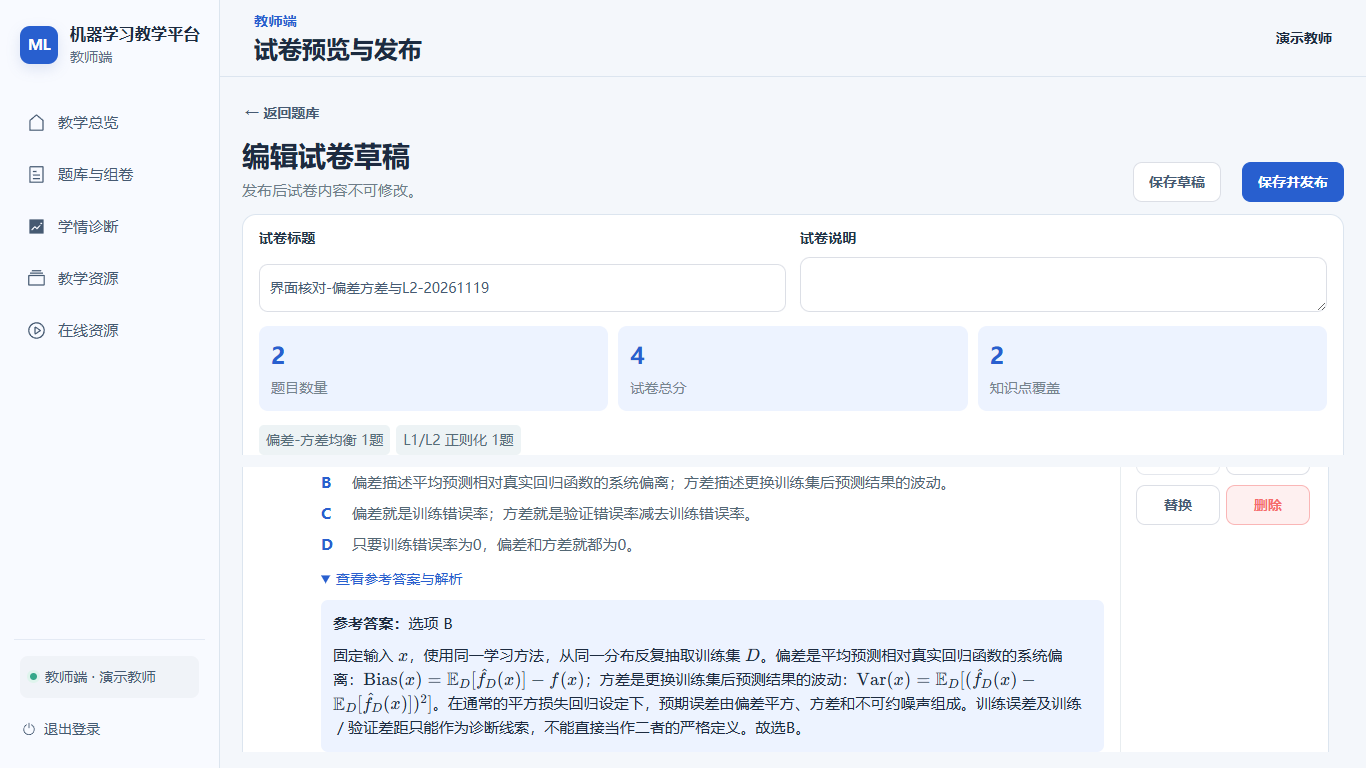 ML
机器学习教学平台
教师端
教学总览
题库与组卷
学情诊断
教学资源
在线资源
教师端 · 演示教师
退出登录
教师端
试卷预览与发布
演示教师
← 返回题库
编辑试卷草稿
发布后试卷内容不可修改。
保存草稿
保存并发布
试卷标题
试卷说明
界面核对-偏差方差与L2-20261119
2
题目数量
4
试卷总分
2
知识点覆盖
偏差-方差均衡 1题
L1/L2 正则化 1题
B 偏差描述平均预测相对真实回归函数的系统偏离；方差描述更换训练集后预测结果的波动。
C 偏差就是训练错误率；方差就是验证错误率减去训练错误率。
D 只要训练错误率为0，偏差和方差就都为0。
替换
删除
▼ 查看参考答案与解析
参考答案：选项 B
固定输入 x，使用同一学习方法，从同一分布反复抽取训练集 D。偏差是平均预测相对真实回归函数的系统偏
离：Bias(x) = 𝔼_D[f̂_D(x)] − f(x)；方差是更换训练集后预测结果的波动：Var(x) = 𝔼_D[(f̂_D(x) −
𝔼_D[f̂_D(x)])²]。在通常的平方损失回归设定下，预期误差由偏差平方、方差和不可约噪声组成。训练误差及训练
/ 验证差距只能作为诊断线索，不能直接当作二者的严格定义。故选B。